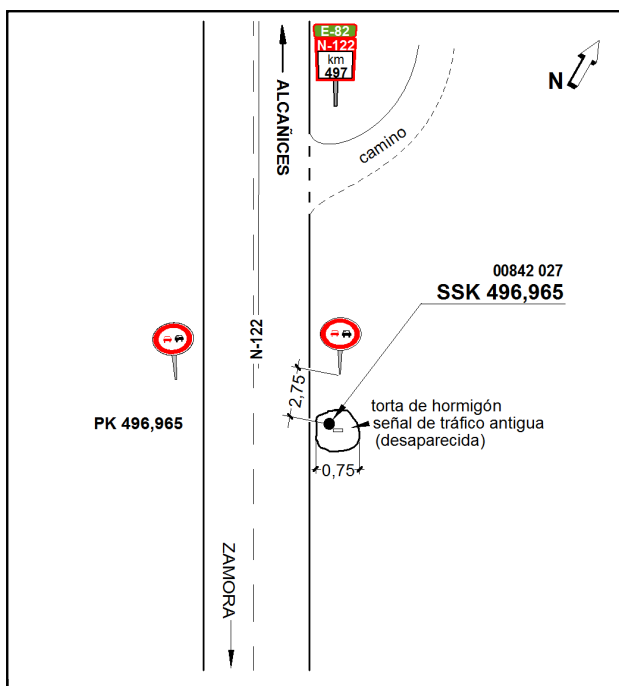 E-82
N-122
km
497
N
ALCAÑICES
camino
00842 027
SSK 496,965
N-122
2,75
PK 496,965
torta de hormigón
señal de tráfico antigua
(desaparecida)
0,75
ZAMORA